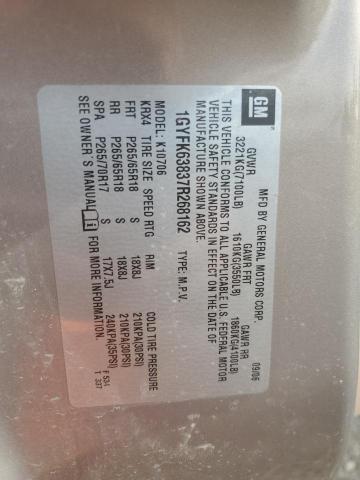 GM
MFD BY GENERAL MOTORS CORP. 09/06
GVWR GAWR FRT GAWR RR
3221KG(7100LB) 1610KG(3550LB) 1860KG(4100LB)
THIS VEHICLE CONFORMS TO ALL APPLICABLE U.S. FEDERAL MOTOR
VEHICLE SAFETY STANDARDS IN EFFECT ON THE DATE OF
MANUFACTURE SHOWN ABOVE.
1GYFK63837R268162 TYPE: M.P.V.
MODEL: K10706
KRX4 TIRE SIZE SPEED RTG RIM COLD TIRE PRESSURE
FRT P265/65R18 S 18X8J 210KPA(30PSI)
RR P265/65R18 S 18X8J 210KPA(30PSI)
SPA P265/70R17 S 17X7.5J 240KPA(35PSI)
SEE OWNER'S MANUAL i F 534
T 337